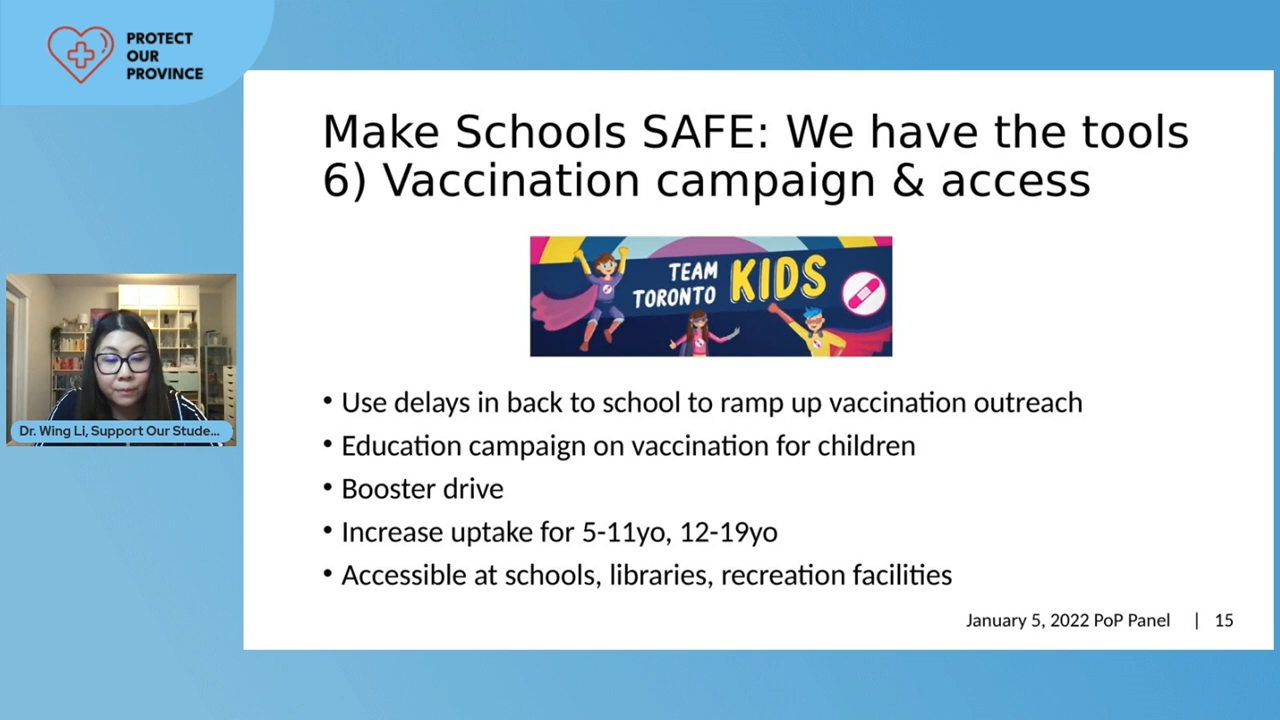 PROTECT
OUR
PROVINCE
Make Schools SAFE: We have the tools
6) Vaccination campaign & access
TEAM
TORONTO KIDS
• Use delays in back to school to ramp up vaccination outreach
• Education campaign on vaccination for children
• Booster drive
• Increase uptake for 5-11yo, 12-19yo
• Accessible at schools, libraries, recreation facilities
January 5, 2022 PoP Panel | 15
Dr. Wing Li, Support Our Stude...